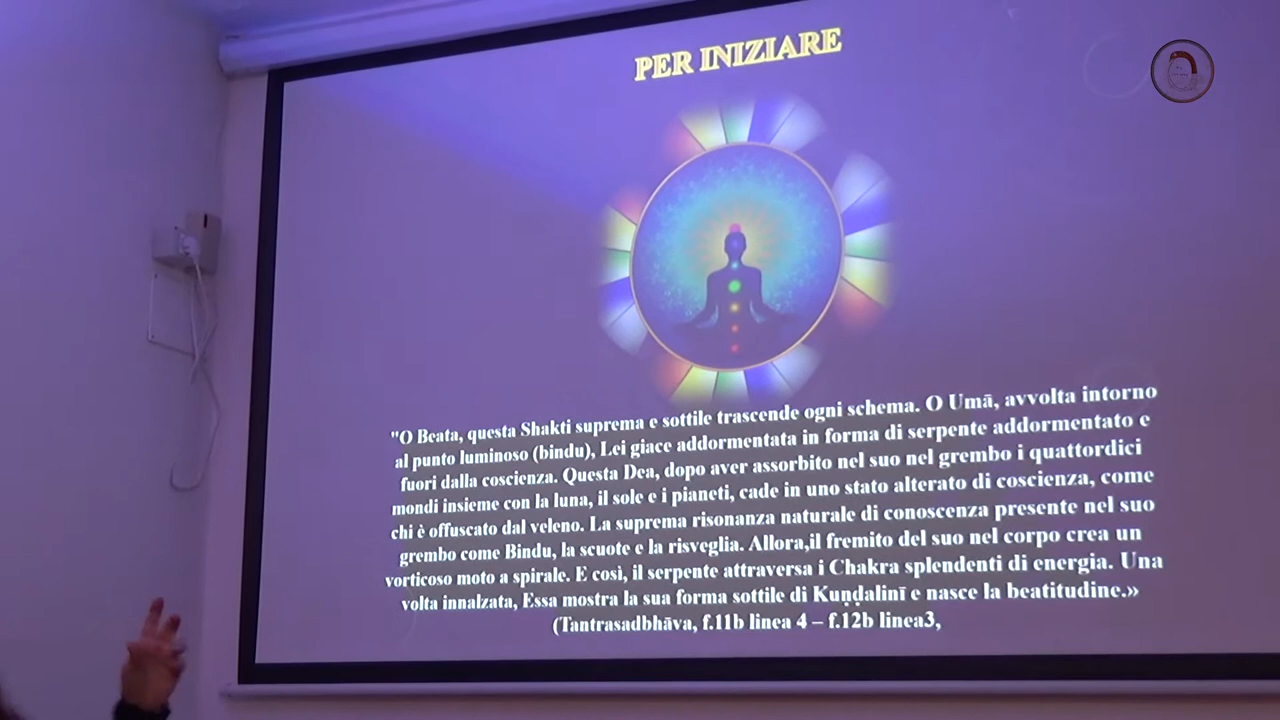 PER INIZIARE
"O Beata, questa Shakti suprema e sottile trascende ogni schema. O Umā, avvolta intorno
al punto luminoso (bindu), Lei giace addormentata in forma di serpente addormentato e
fuori dalla coscienza. Questa Dea, dopo aver assorbito nel suo nel grembo i quattordici
mondi insieme con la luna, il sole e i pianeti, cade in uno stato alterato di coscienza, come
chi è offuscato dal veleno. La suprema risonanza naturale di conoscenza presente nel suo
grembo come Bindu, la scuote e la risveglia. Allora,il fremito del suo nel corpo crea un
vorticoso moto a spirale. E così, il serpente attraversa i Chakra splendenti di energia. Una
volta innalzata, Essa mostra la sua forma sottile di Kuṇḍalinī e nasce la beatitudine.»
(Tantrasadbhāva, f.11b linea 4 – f.12b linea3,